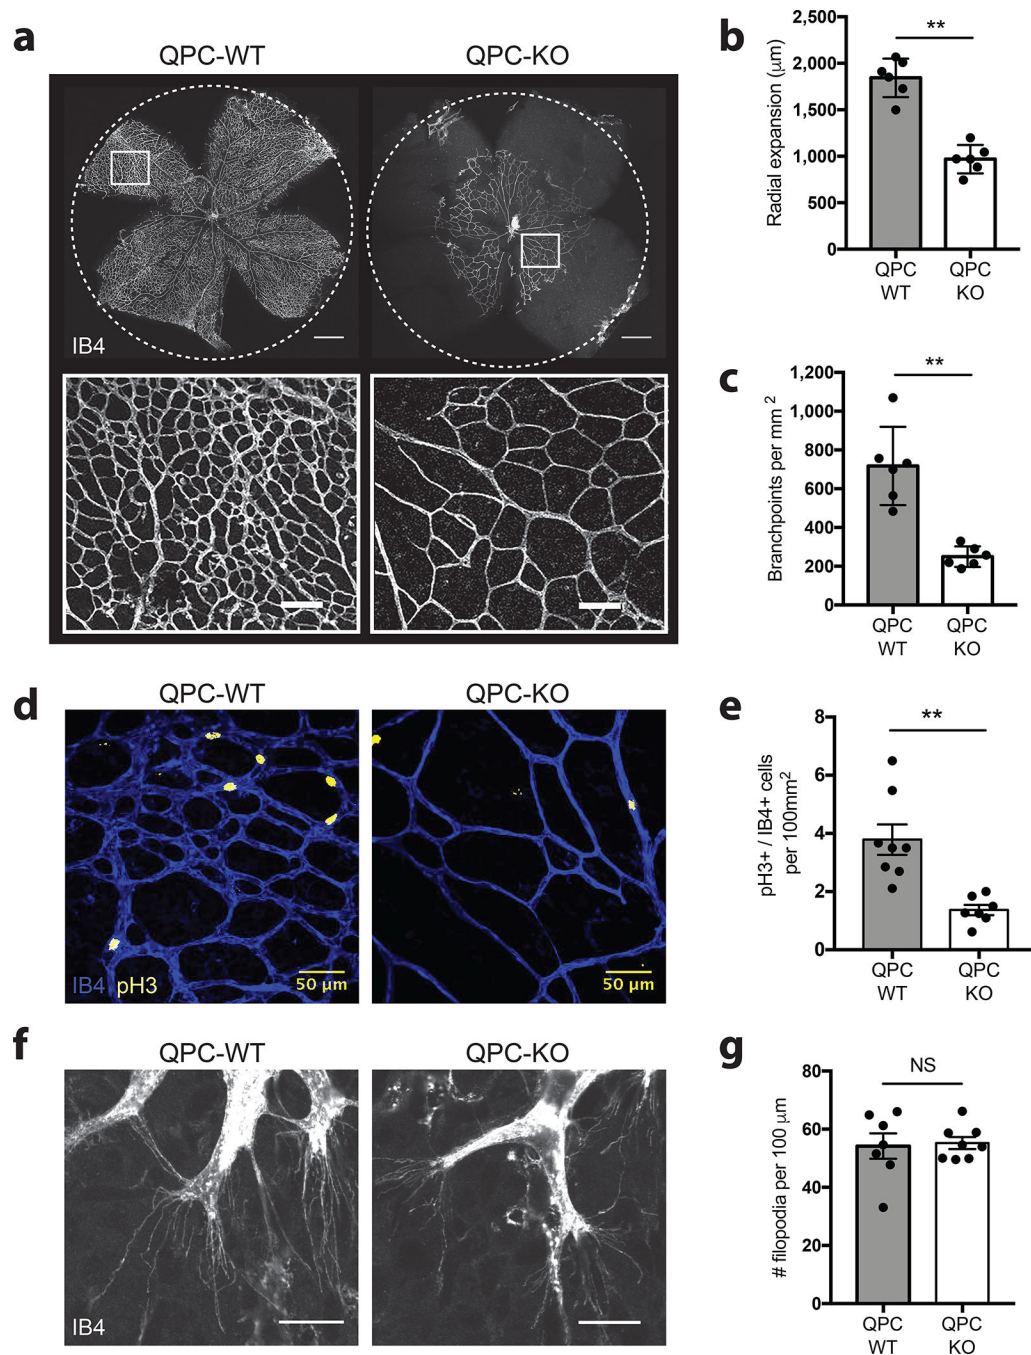 a
QPC-WT
QPC-KO
IB4
b
Radial expansion (μm)
2,500
2,000
1,500
1,000
500
0
**
QPC
WT
QPC
KO
c
Branchpoints per mm 2
1,200
1,000
800
600
400
200
0
**
QPC
WT
QPC
KO
d
QPC-WT
QPC-KO
IB4 pH3
50 μm
50 μm
e
pH3+ / IB4+ cells
per 100mm2
8
6
4
2
0
**
QPC
WT
QPC
KO
f
QPC-WT
QPC-KO
IB4
g
# filopodia per 100 μm
80
60
40
20
0
NS
QPC
WT
QPC
KO